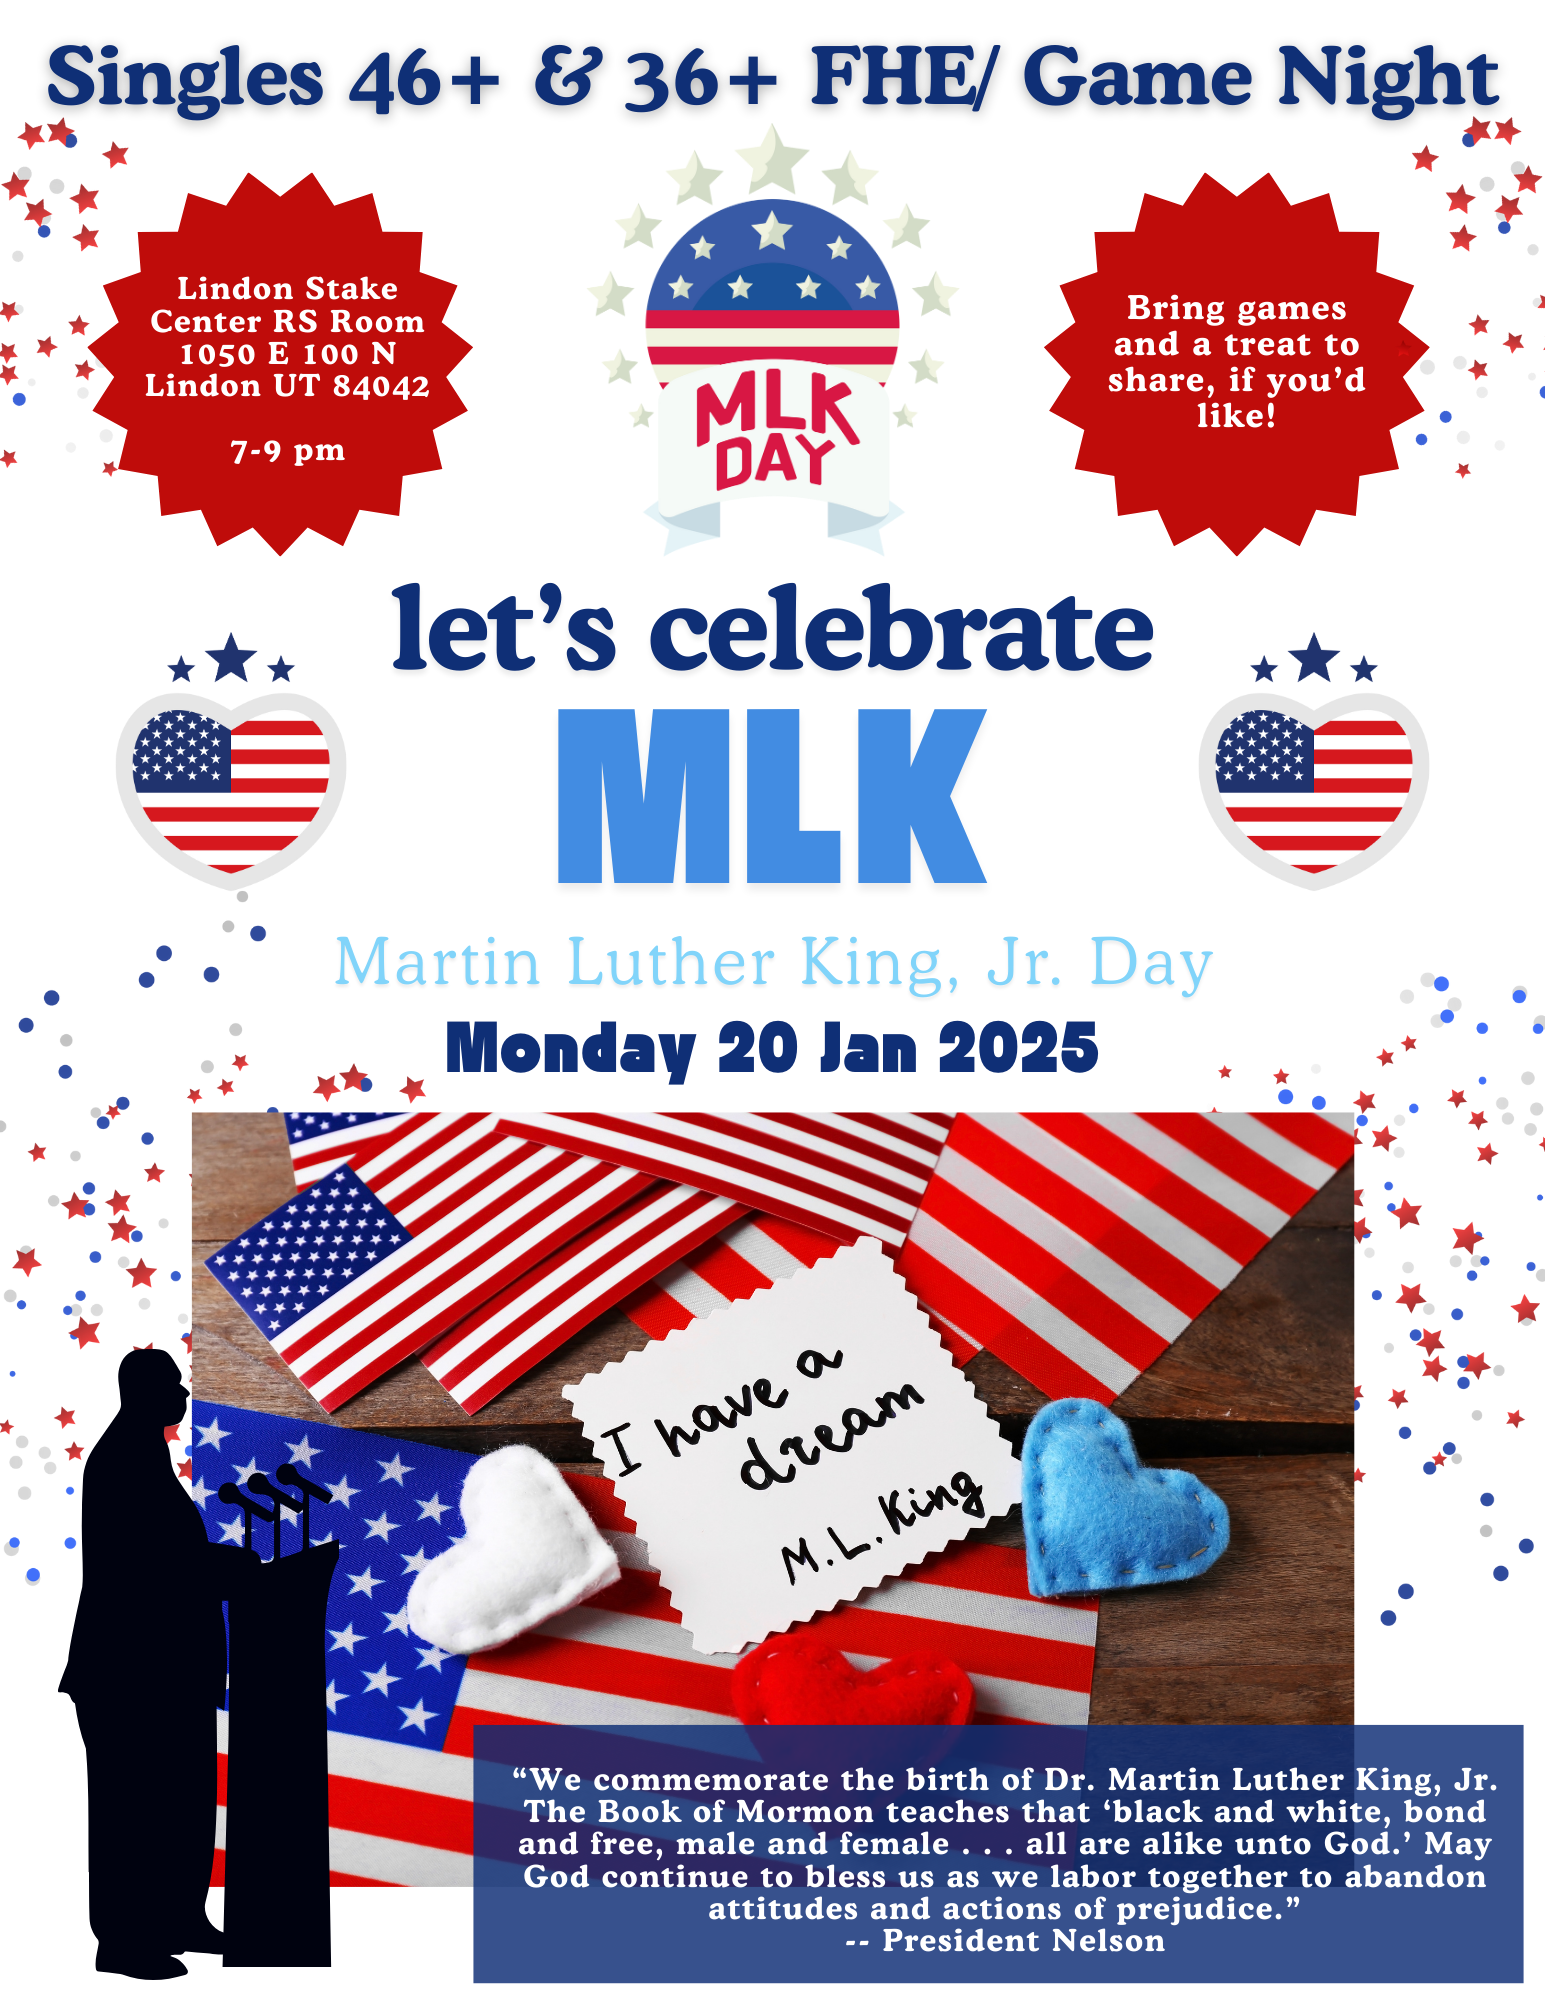 Singles 46+ & 36+ FHE/ Game Night
Lindon Stake
Center RS Room
1050 E 100 N
Lindon UT 84042
7-9 pm
MLK
DAY
Bring games
and a treat to
share, if you’d
like!
let’s celebrate
MLK
Martin Luther King, Jr. Day
Monday 20 Jan 2025
I have a
dream
M.L.King
“We commemorate the birth of Dr. Martin Luther King, Jr.
The Book of Mormon teaches that ‘black and white, bond
and free, male and female . . . all are alike unto God.’ May
God continue to bless us as we labor together to abandon
attitudes and actions of prejudice.”
-- President Nelson